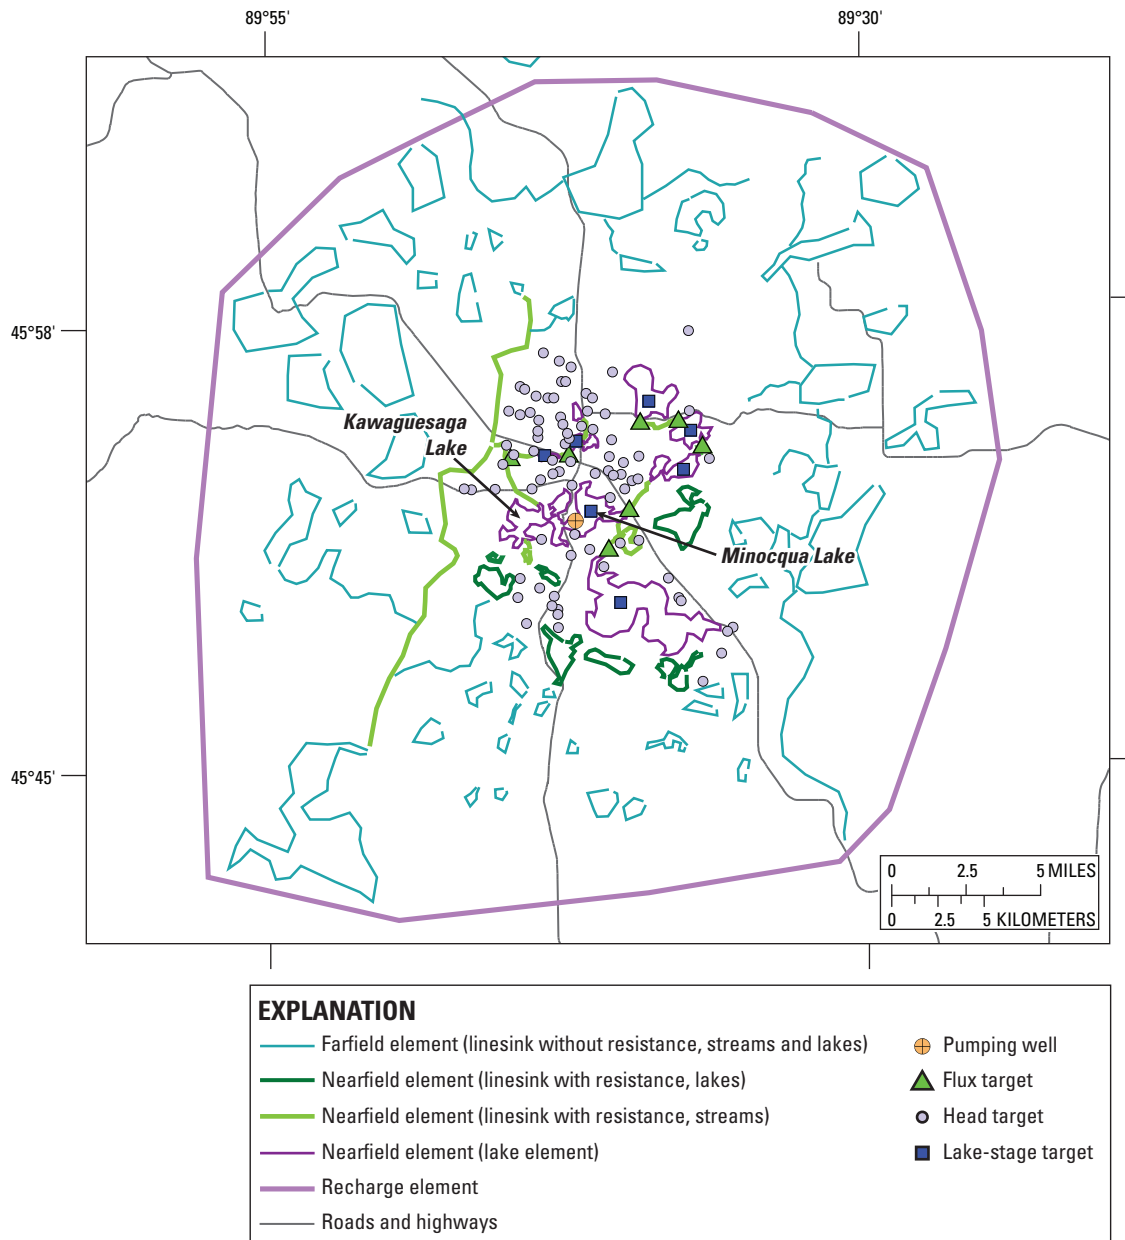 89°55'
89°30'
45°58'
Kawaguesaga
Lake
Minocqua Lake
45°45'
0 2.5 5 MILES
0 2.5 5 KILOMETERS
EXPLANATION
Farfield element (linesink without resistance, streams and lakes)
Nearfield element (linesink with resistance, lakes)
Nearfield element (linesink with resistance, streams)
Nearfield element (lake element)
Recharge element
Roads and highways
Pumping well
Flux target
Head target
Lake-stage target